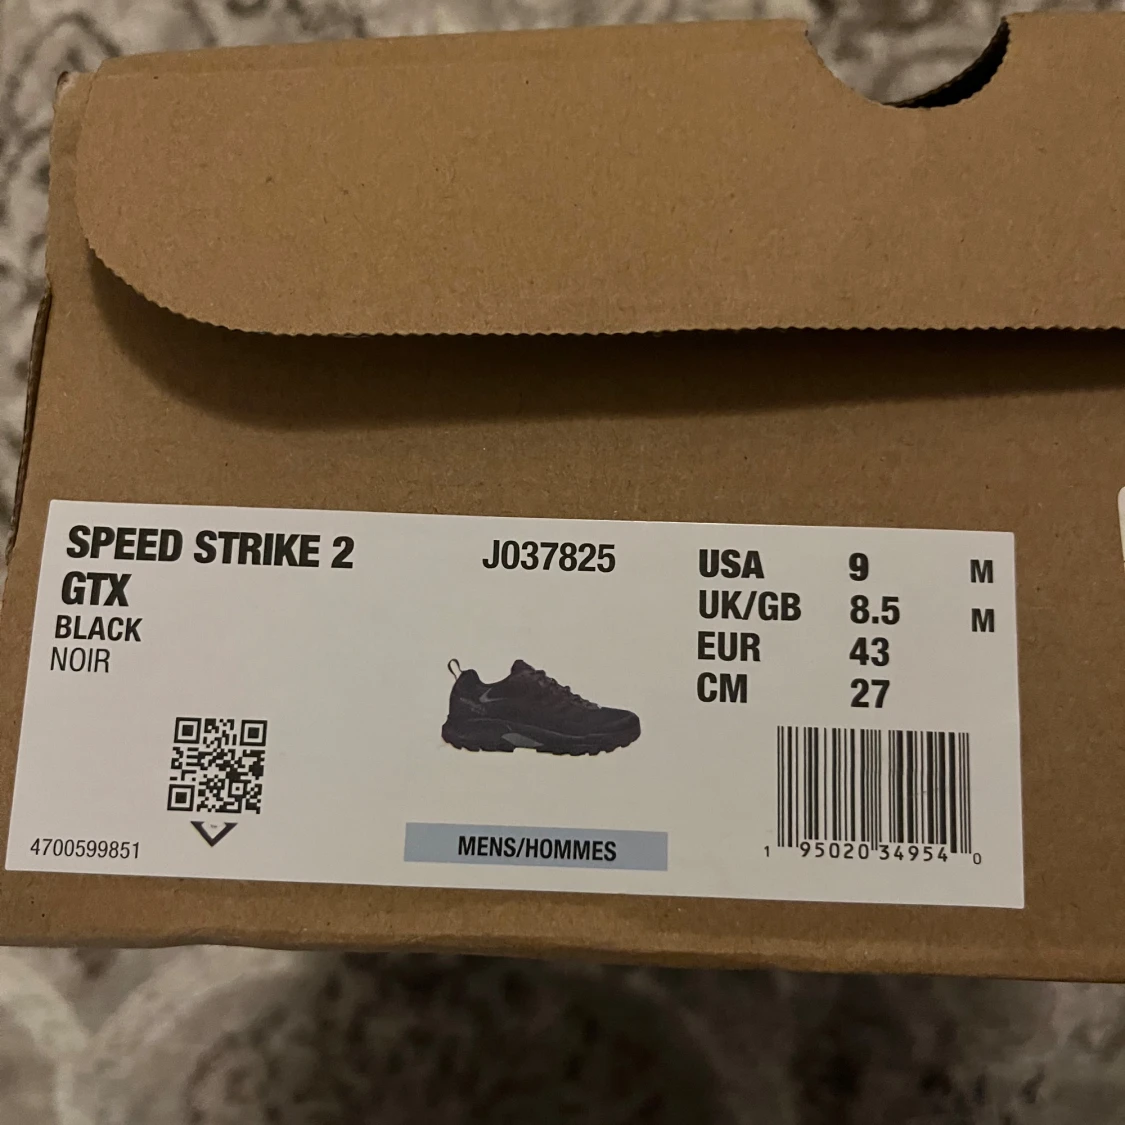 SPEED STRIKE 2
GTX
BLACK
NOIR
4700599851
J037825
MENS/HOMMES
USA 9 M
UK/GB 8.5 M
EUR 43
CM 27
1 95020 34954 0